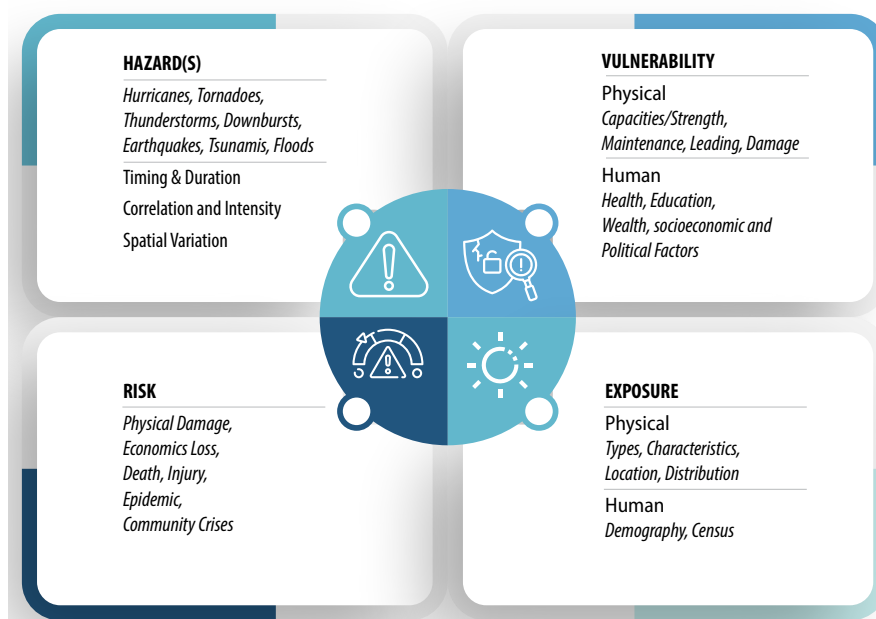 HAZARD(S)
Hurricanes, Tornadoes,
Thunderstorms, Downbursts,
Earthquakes, Tsunamis, Floods
Timing & Duration
Correlation and Intensity
Spatial Variation
VULNERABILITY
Physical
Capacities/Strength,
Maintenance, Leading, Damage
Human
Health, Education,
Wealth, socioeconomic and
Political Factors
RISK
Physical Damage,
Economics Loss,
Death, Injury,
Epidemic,
Community Crises
EXPOSURE
Physical
Types, Characteristics,
Location, Distribution
Human
Demography, Census